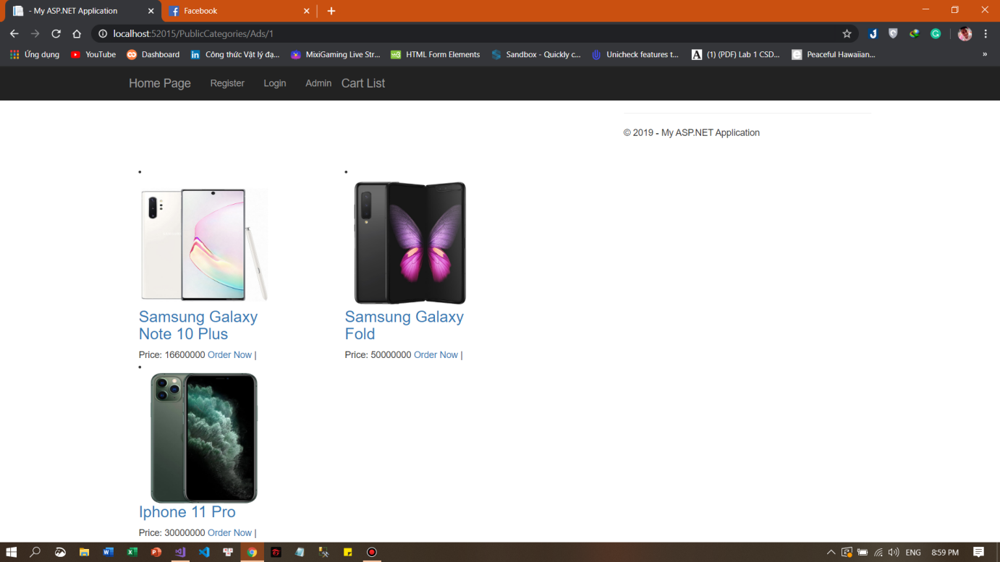 - My ASP.NET Application
Facebook
localhost:52015/PublicCategories/Ads/1
Ứng dụng
YouTube
Dashboard
Công thức Vật lý đạ...
MixiGaming Live Str...
HTML Form Elements
Sandbox - Quickly c...
Unicheck features t...
(1) (PDF) Lab 1 CSD...
Peaceful Hawaiian...
»
Home Page
Register
Login
Admin
Cart List
© 2019 - My ASP.NET Application
Samsung Galaxy
Note 10 Plus
Price: 16600000 Order Now |
Samsung Galaxy
Fold
Price: 50000000 Order Now |
Iphone 11 Pro
Price: 30000000 Order Now |
ENG
8:59 PM